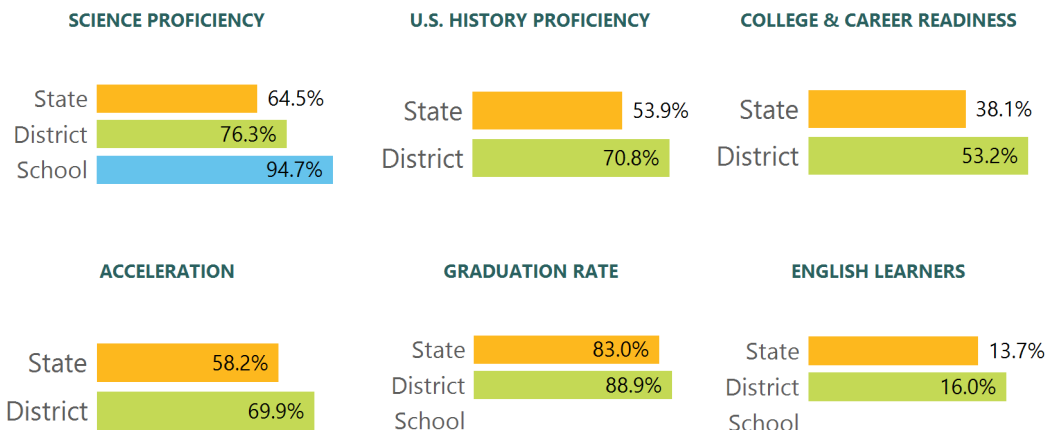 SCIENCE PROFICIENCY
State 64.5%
District 76.3%
School 94.7%
U.S. HISTORY PROFICIENCY
State 53.9%
District 70.8%
COLLEGE & CAREER READINESS
State 38.1%
District 53.2%
ACCELERATION
State 58.2%
District 69.9%
GRADUATION RATE
State 83.0%
District 88.9%
School
ENGLISH LEARNERS
State 13.7%
District 16.0%
School